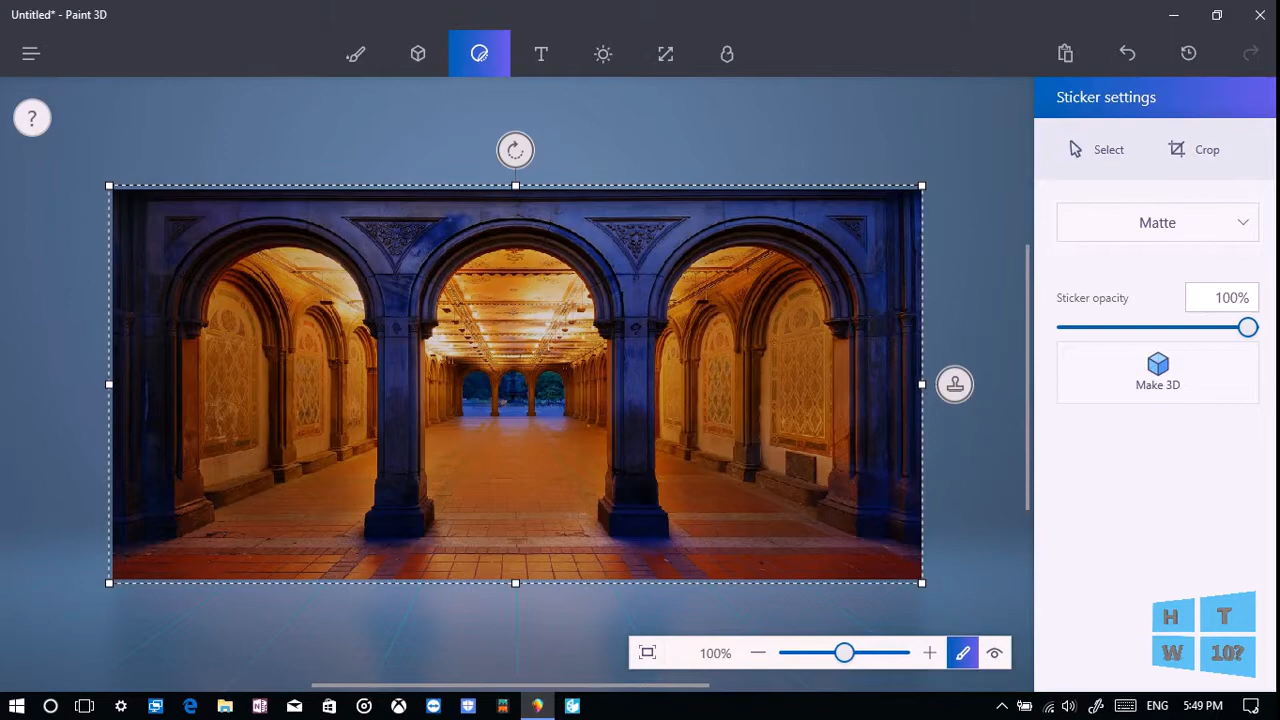 Untitled* - Paint 3D
Sticker settings
?
Select
Crop
Matte
Sticker opacity
100%
Make 3D
100%
H T
W 10?
ENG
5:49 PM